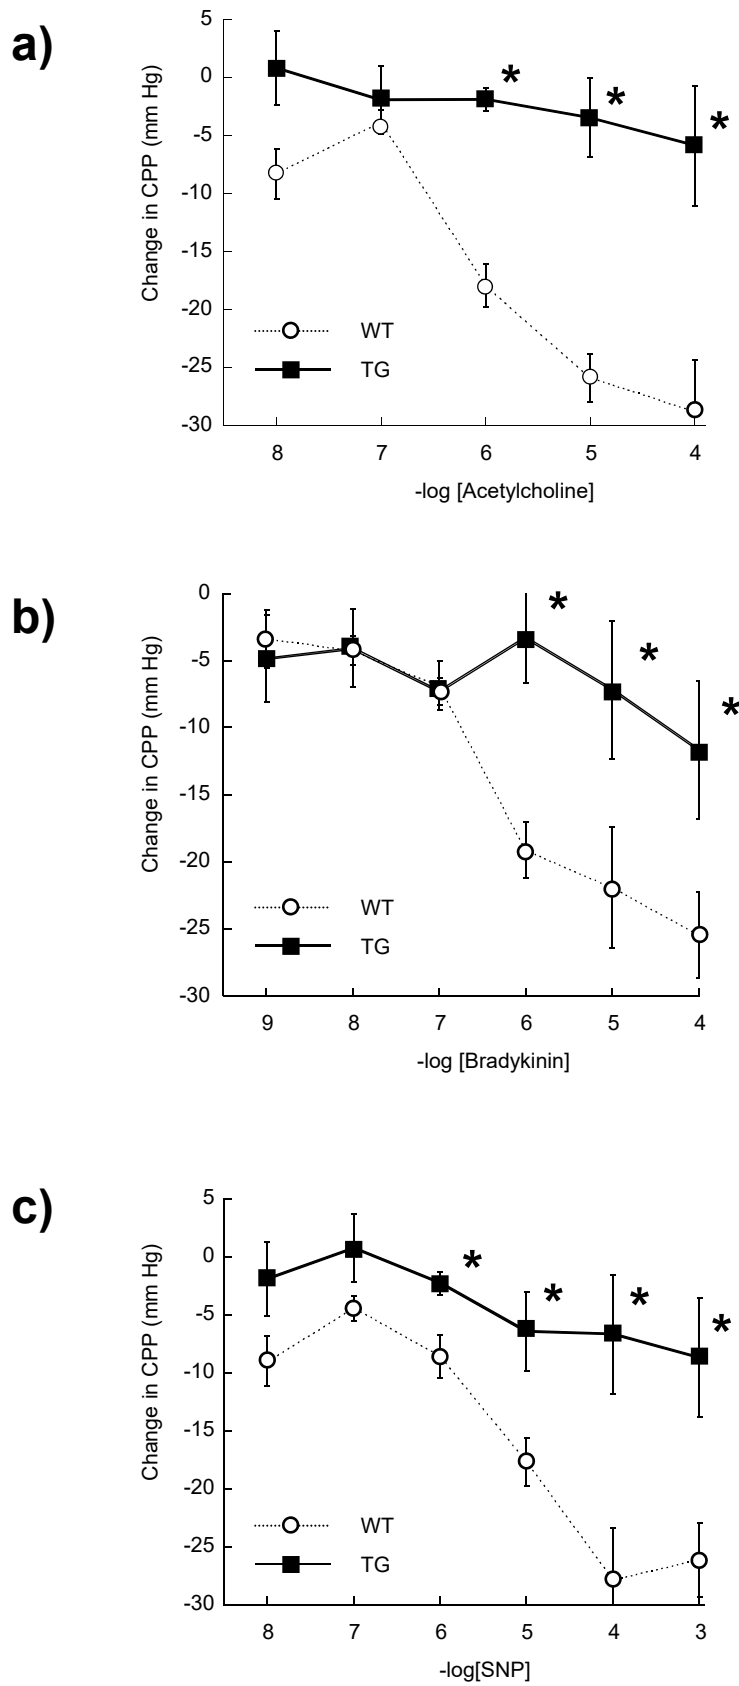 a)
Change in CPP (mm Hg)
5
0
-5
-10
-15
-20
-25
-30
*
*
*
WT
TG
8 7 6 5 4
-log [Acetylcholine]
b)
Change in CPP (mm Hg)
0
-5
-10
-15
-20
-25
-30
*
*
*
WT
TG
9 8 7 6 5 4
-log [Bradykinin]
c)
Change in CPP (mm Hg)
5
0
-5
-10
-15
-20
-25
-30
*
*
*
*
WT
TG
8 7 6 5 4 3
-log[SNP]